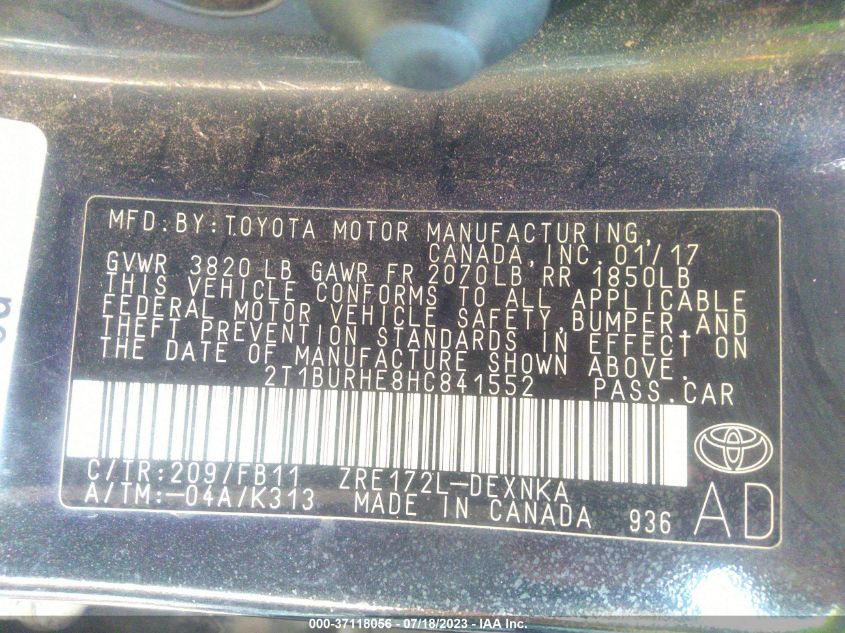 MFD.BY:TOYOTA MOTOR MANUFACTURING,
CANADA,INC.01/17
GVWR 3820 LB GAWR FR 2070LB RR 1850LB
THIS VEHICLE CONFORMS TO ALL APPLICABLE
FEDERAL MOTOR VEHICLE SAFETY,BUMPER,AND
THEFT PREVENTION STANDARDS IN EFFECT ON
THE DATE OF MANUFACTURE SHOWN ABOVE.
2T1BURHE8HC841552 PASS.CAR
C/TR:209/FB11 ZRE172L-DEXNKA
A/TM:-04A/K313 MADE IN CANADA 936 AD
000-37118056 - 07/18/2023 - IAA Inc.